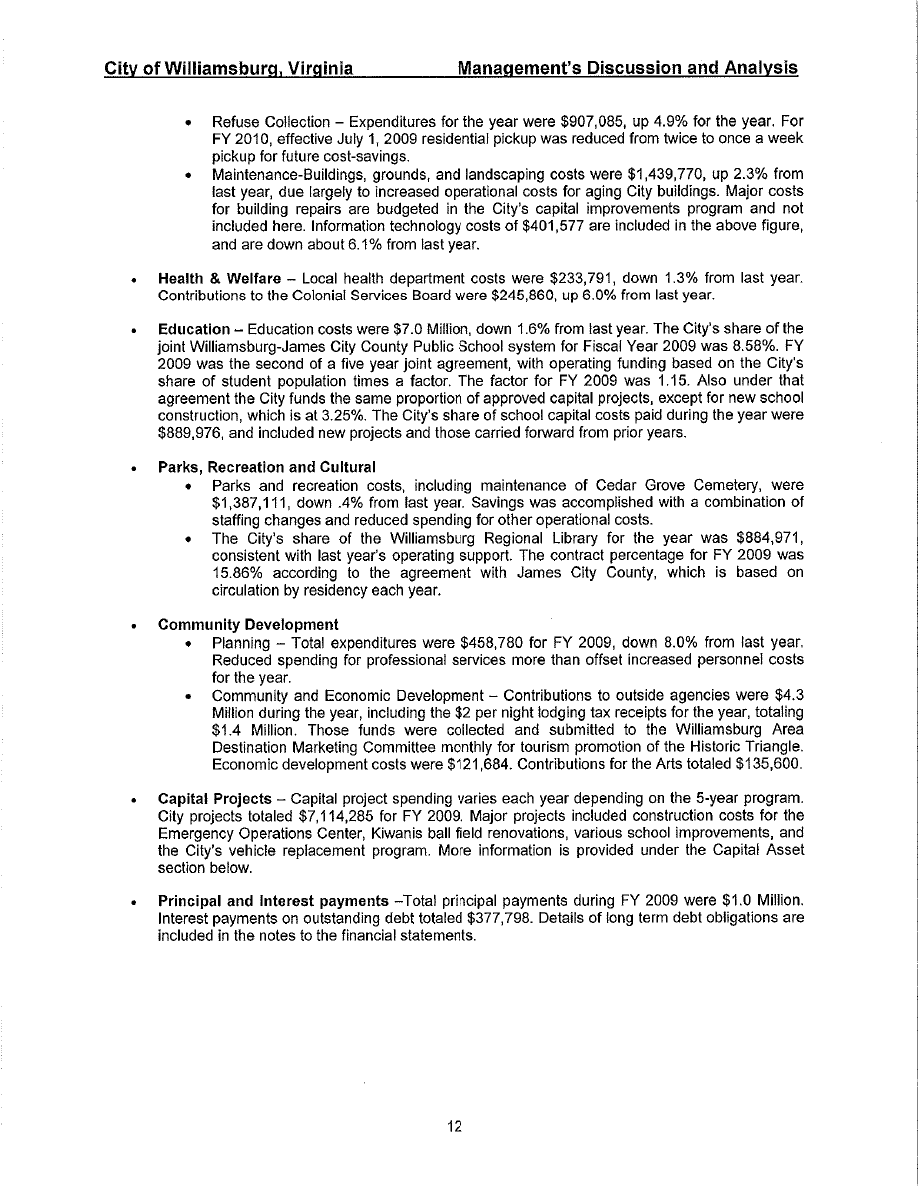 City of Williamsburg, Virginia Management's Discussion and Analysis
• Refuse Collection – Expenditures for the year were $907,085, up 4.9% for the year. For
FY 2010, effective July 1, 2009 residential pickup was reduced from twice to once a week
pickup for future cost-savings.
• Maintenance-Buildings, grounds, and landscaping costs were $1,439,770, up 2.3% from
last year, due largely to increased operational costs for aging City buildings. Major costs
for building repairs are budgeted in the City's capital improvements program and not
included here. Information technology costs of $401,577 are included in the above figure,
and are down about 6.1% from last year.
• Health & Welfare – Local health department costs were $233,791, down 1.3% from last year.
Contributions to the Colonial Services Board were $245,860, up 6.0% from last year.
• Education – Education costs were $7.0 Million, down 1.6% from last year. The City's share of the
joint Williamsburg-James City County Public School system for Fiscal Year 2009 was 8.58%. FY
2009 was the second of a five year joint agreement, with operating funding based on the City's
share of student population times a factor. The factor for FY 2009 was 1.15. Also under that
agreement the City funds the same proportion of approved capital projects, except for new school
construction, which is at 3.25%. The City's share of school capital costs paid during the year were
$889,976, and included new projects and those carried forward from prior years.
• Parks, Recreation and Cultural
• Parks and recreation costs, including maintenance of Cedar Grove Cemetery, were
$1,387,111, down .4% from last year. Savings was accomplished with a combination of
staffing changes and reduced spending for other operational costs.
• The City's share of the Williamsburg Regional Library for the year was $884,971,
consistent with last year's operating support. The contract percentage for FY 2009 was
15.86% according to the agreement with James City County, which is based on
circulation by residency each year.
• Community Development
• Planning – Total expenditures were $458,780 for FY 2009, down 8.0% from last year.
Reduced spending for professional services more than offset increased personnel costs
for the year.
• Community and Economic Development – Contributions to outside agencies were $4.3
Million during the year, including the $2 per night lodging tax receipts for the year, totaling
$1.4 Million. Those funds were collected and submitted to the Williamsburg Area
Destination Marketing Committee monthly for tourism promotion of the Historic Triangle.
Economic development costs were $121,684. Contributions for the Arts totaled $135,600.
• Capital Projects – Capital project spending varies each year depending on the 5-year program.
City projects totaled $7,114,285 for FY 2009. Major projects included construction costs for the
Emergency Operations Center, Kiwanis ball field renovations, various school improvements, and
the City's vehicle replacement program. More information is provided under the Capital Asset
section below.
• Principal and Interest payments –Total principal payments during FY 2009 were $1.0 Million.
Interest payments on outstanding debt totaled $377,798. Details of long term debt obligations are
included in the notes to the financial statements.
12